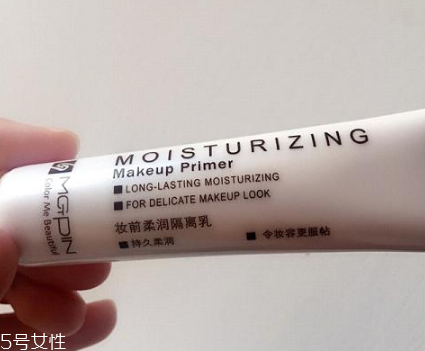 MOISTURIZING
Makeup Primer
■ LONG-LASTING MOISTURIZING
■ FOR DELICATE MAKEUP LOOK
妆前柔润隔离乳
■ 持久柔润 ■ 令妆容更服帖
MGPIN
Color Me Beautiful
5号女性